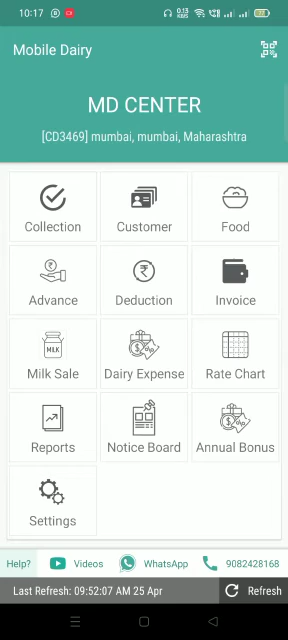 10:17
Mobile Dairy
MD CENTER
[CD3469] mumbai, mumbai, Maharashtra
Collection
Customer
Food
Advance
Deduction
Invoice
MILK
Milk Sale
Dairy Expense
Rate Chart
Reports
Notice Board
Annual Bonus
Settings
Help?
Videos
WhatsApp
9082428168
Last Refresh: 09:52:07 AM 25 Apr
Refresh